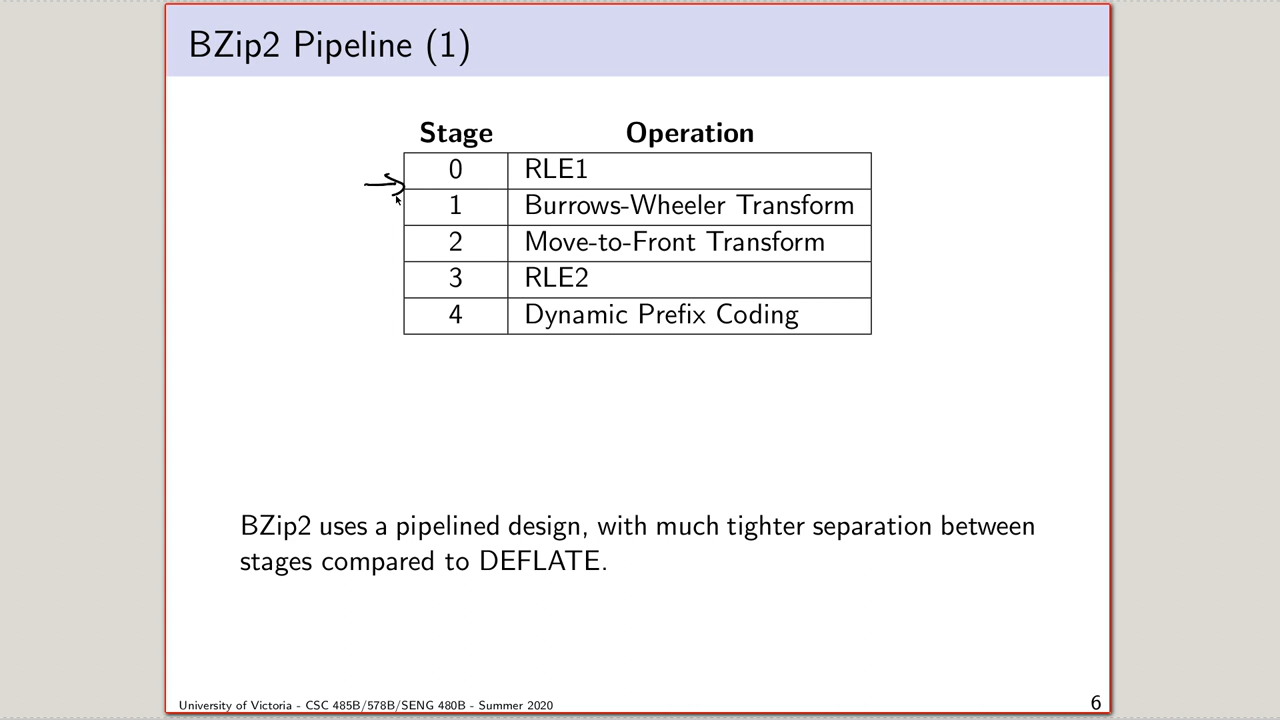 BZip2 Pipeline (1)
Stage Operation
0 RLE1
1 Burrows-Wheeler Transform
2 Move-to-Front Transform
3 RLE2
4 Dynamic Prefix Coding
BZip2 uses a pipelined design, with much tighter separation between
stages compared to DEFLATE.
University of Victoria - CSC 485B/578B/SENG 480B - Summer 2020 6